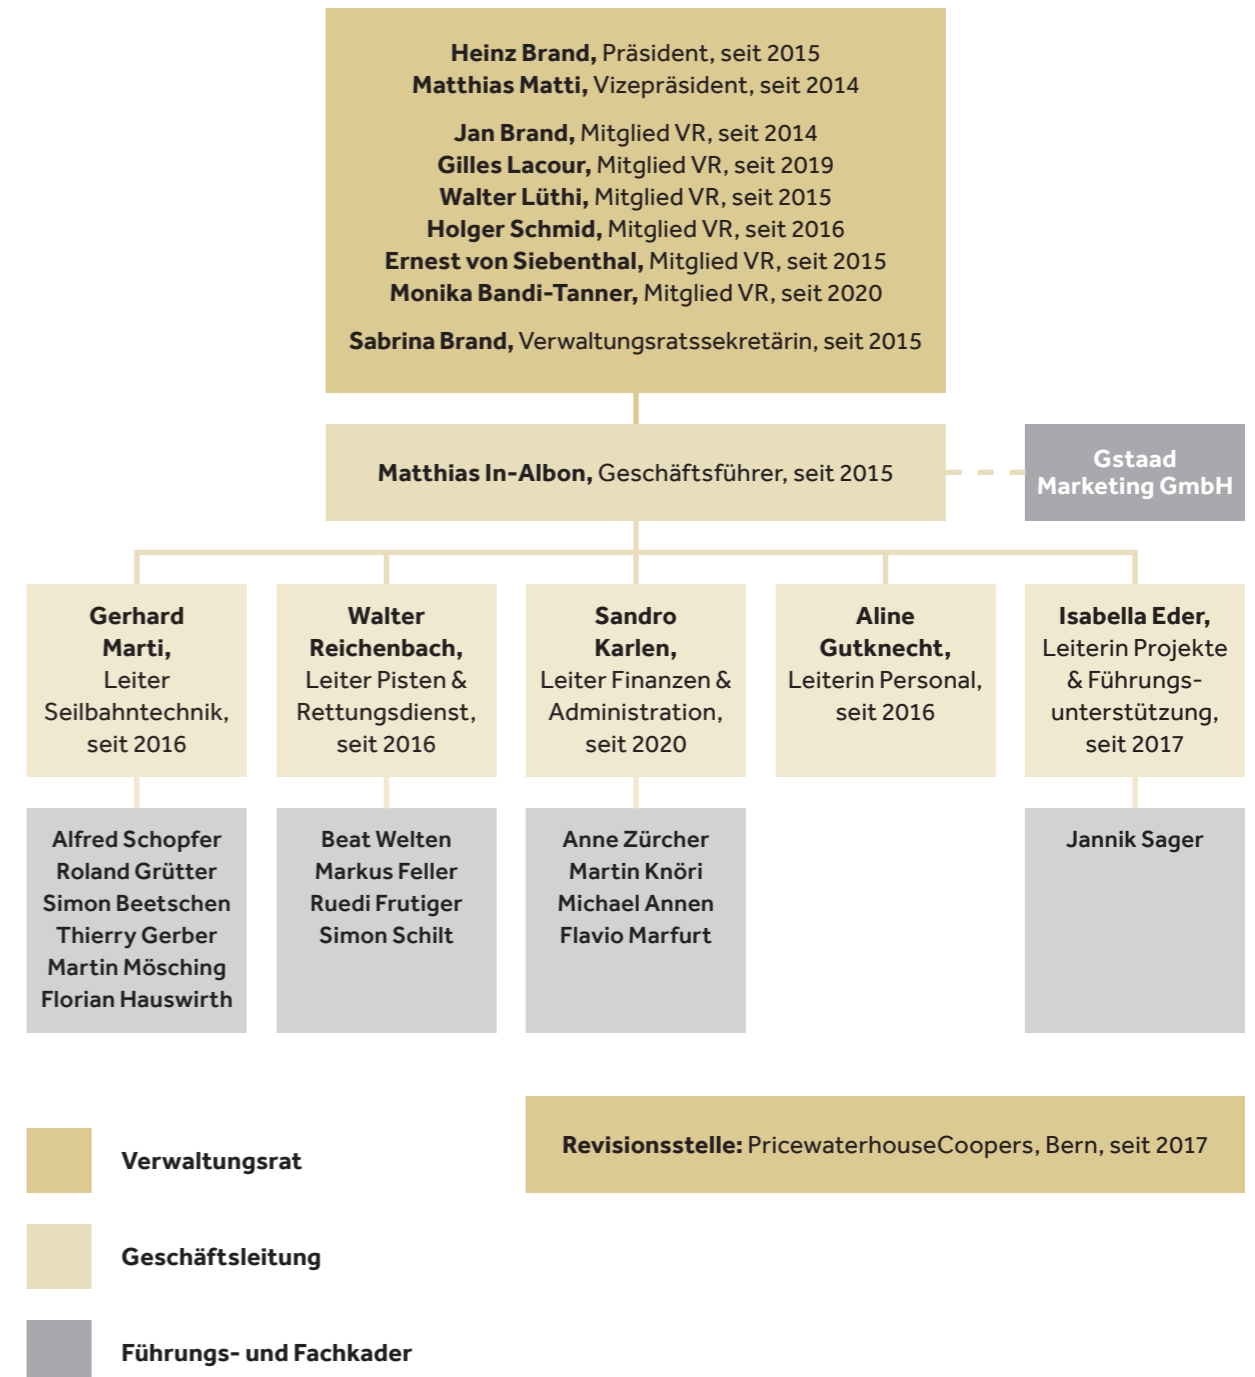 Heinz Brand, Präsident, seit 2015
Matthias Matti, Vizepräsident, seit 2014
Jan Brand, Mitglied VR, seit 2014
Gilles Lacour, Mitglied VR, seit 2019
Walter Lüthi, Mitglied VR, seit 2015
Holger Schmid, Mitglied VR, seit 2016
Ernest von Siebenthal, Mitglied VR, seit 2015
Monika Bandi-Tanner, Mitglied VR, seit 2020
Sabrina Brand, Verwaltungsratssekretärin, seit 2015
Matthias In-Albon, Geschäftsführer, seit 2015
Gstaad
Marketing GmbH
Gerhard
Marti,
Leiter
Seilbahntechnik,
seit 2016
Walter
Reichenbach,
Leiter Pisten &
Rettungsdienst,
seit 2016
Sandro
Karlen,
Leiter Finanzen &
Administration,
seit 2020
Aline
Gutknecht,
Leiterin Personal,
seit 2016
Isabella Eder,
Leiterin Projekte
& Führungs-
unterstützung,
seit 2017
Alfred Schopfer
Roland Grütter
Simon Beetschen
Thierry Gerber
Martin Mösching
Florian Hauswirth
Beat Welten
Markus Feller
Ruedi Frutiger
Simon Schilt
Anne Zürcher
Martin Knöri
Michael Annen
Flavio Marfurt
Jannik Sager
Revisionsstelle: PricewaterhouseCoopers, Bern, seit 2017
Verwaltungsrat
Geschäftsleitung
Führungs- und Fachkader